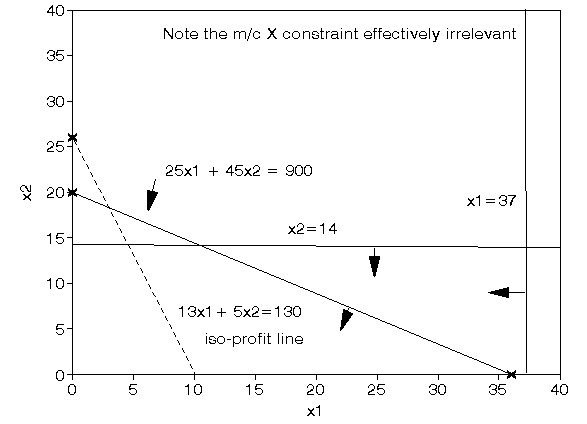 Note the m/c X constraint effectively irrelevant
40
35
30
25
20
15
10
5
0
x2
25x1 + 45x2 = 900
x1=37
x2=14
13x1 + 5x2=130
iso-profit line
0 5 10 15 20 25 30 35 40
x1